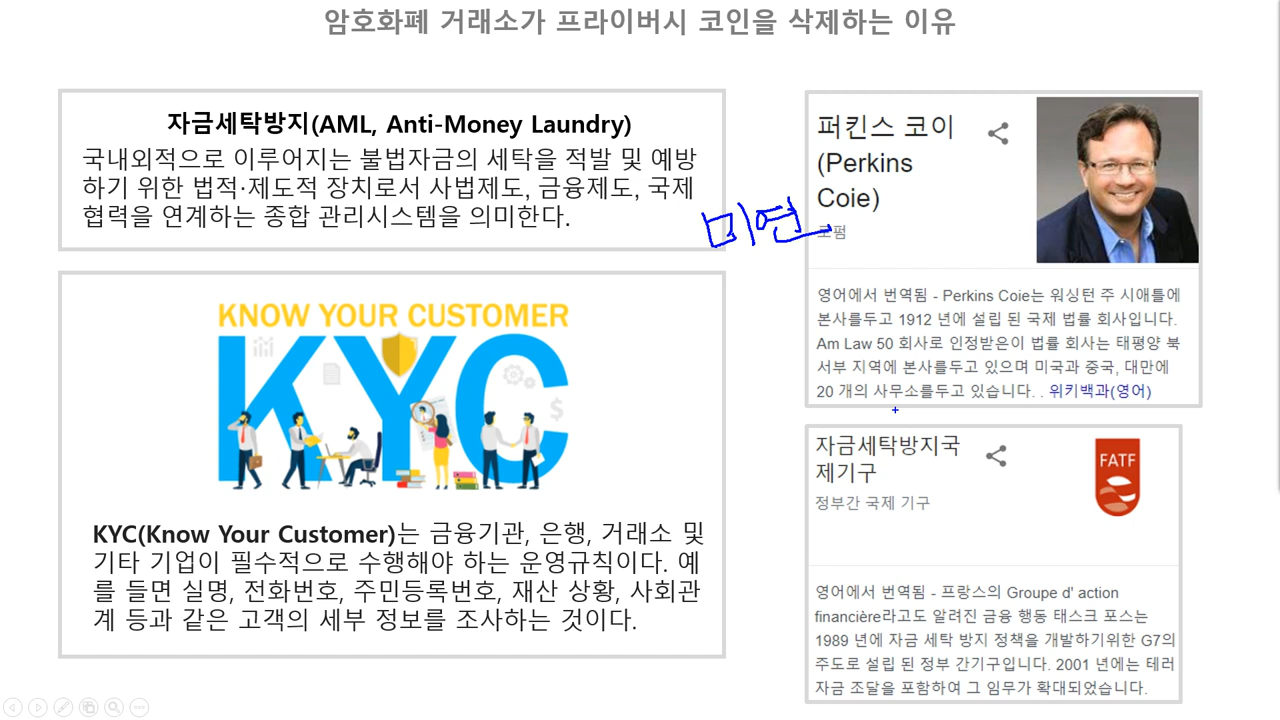 암호화폐 거래소가 프라이버시 코인을 삭제하는 이유
자금세탁방지(AML, Anti-Money Laundry)
국내외적으로 이루어지는 불법자금의 세탁을 적발 및 예방
하기 위한 법적·제도적 장치로서 사법제도, 금융제도, 국제
협력을 연계하는 종합 관리시스템을 의미한다.
KNOW YOUR CUSTOMER
KYC
KYC(Know Your Customer)는 금융기관, 은행, 거래소 및
기타 기업이 필수적으로 수행해야 하는 운영규칙이다. 예
를 들면 실명, 전화번호, 주민등록번호, 재산 상황, 사회관
계 등과 같은 고객의 세부 정보를 조사하는 것이다.
미연
퍼킨스 코이
(Perkins
Coie)
로펌
영어에서 번역됨 - Perkins Coie는 워싱턴 주 시애틀에
본사를두고 1912 년에 설립 된 국제 법률 회사입니다.
Am Law 50 회사로 인정받은이 법률 회사는 태평양 북
서부 지역에 본사를두고 있으며 미국과 중국, 대만에
20 개의 사무소를두고 있습니다. . 위키백과(영어)
자금세탁방지국
제기구
정부간 국제 기구
FATF
영어에서 번역됨 - 프랑스의 Groupe d' action
financière라고도 알려진 금융 행동 태스크 포스는
1989 년에 자금 세탁 방지 정책을 개발하기위한 G7의
주도로 설립 된 정부 간기구입니다. 2001 년에는 테러
자금 조달을 포함하여 그 임무가 확대되었습니다.